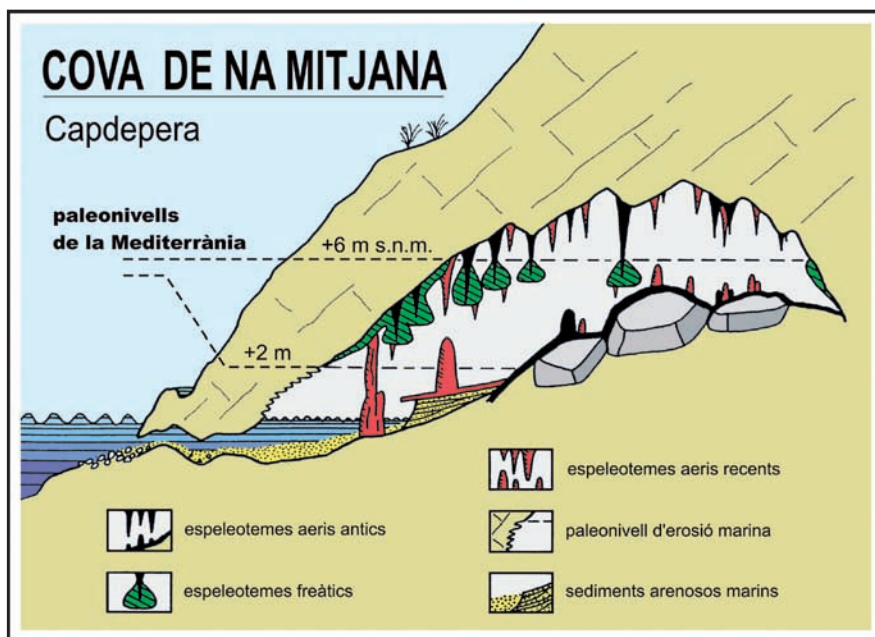 COVA DE NA MITJANA
Capdepera
paleonivells
de la Mediterrània
+6 m s.n.m.
+2 m
espeleotemes aeris antics
espeleotemes freàtics
espeleotemes aeris recents
paleonivell d'erosió marina
sediments arenosos marins